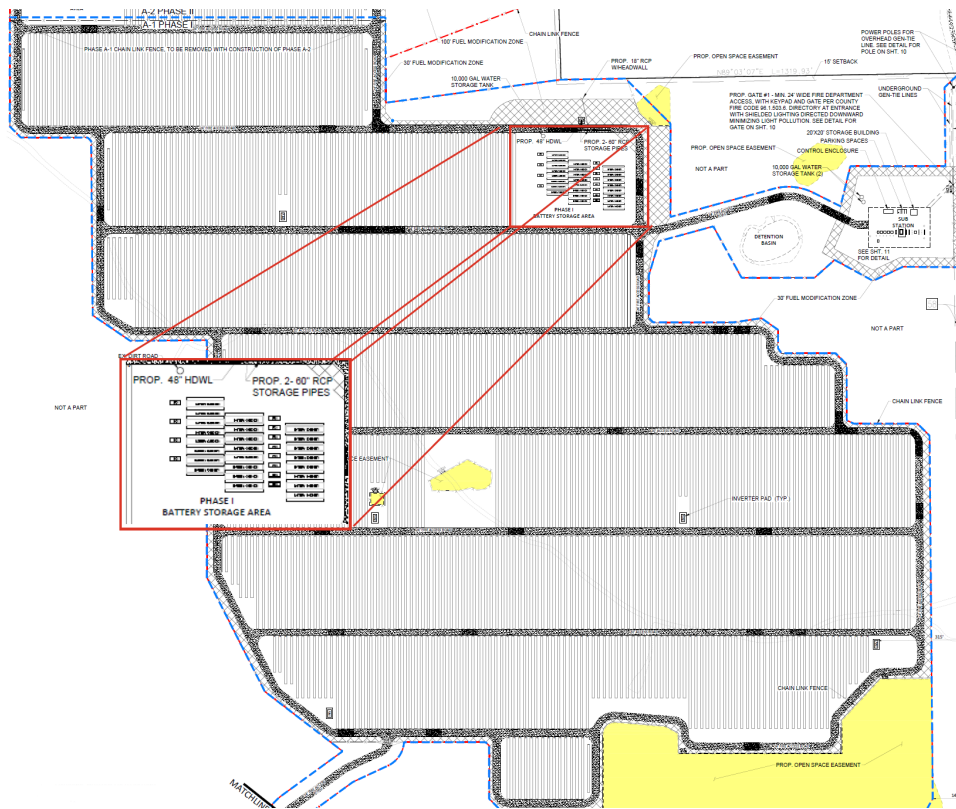 A-2 PHASE II
A-1 PHASE I
PHASE A-1 CHAIN LINK FENCE, TO BE REMOVED WITH CONSTRUCTION OF PHASE A-2
100' FUEL MODIFICATION ZONE
CHAIN LINK FENCE
30' FUEL MODIFICATION ZONE
10,000 GAL WATER
STORAGE TANK
PROP. 18" RCP
W/HEADWALL
PROP. OPEN SPACE EASEMENT
15' SETBACK
POWER POLES FOR
OVERHEAD GEN-TIE
LINE. SEE DETAIL FOR
POLE ON SHT. 10
UNDERGROUND
GEN-TIE LINES
PROP. GATE #1 - MIN. 24' WIDE FIRE DEPARTMENT
ACCESS, WITH KEYPAD AND GATE PER COUNTY
FIRE CODE 96.1.503.6. DIRECTORY AT ENTRANCE
WITH SHIELDED LIGHTING DIRECTED DOWNWARD
MINIMIZING LIGHT POLLUTION. SEE DETAIL FOR
GATE ON SHT. 10
20'X20' STORAGE BUILDING
PARKING SPACES
CONTROL ENCLOSURE
PROP. OPEN SPACE EASEMENT
10,000 GAL WATER
STORAGE TANK (2)
NOT A PART
PROP. 48" HDWL
PROP. 2- 60" RCP
STORAGE PIPES
PHASE I
BATTERY STORAGE AREA
SUB
STATION
DETENTION
BASIN
SEE SHT. 11
FOR DETAIL
30' FUEL MODIFICATION ZONE
NOT A PART
DIRT ROAD
PROP. 48" HDWL
PROP. 2- 60" RCP
STORAGE PIPES
PHASE I
BATTERY STORAGE AREA
NOT A PART
CHAIN LINK FENCE
CE EASEMENT
INVERTER PAD (TYP.)
CHAIN LINK FENCE
PROP. OPEN SPACE EASEMENT
MATCHLINE